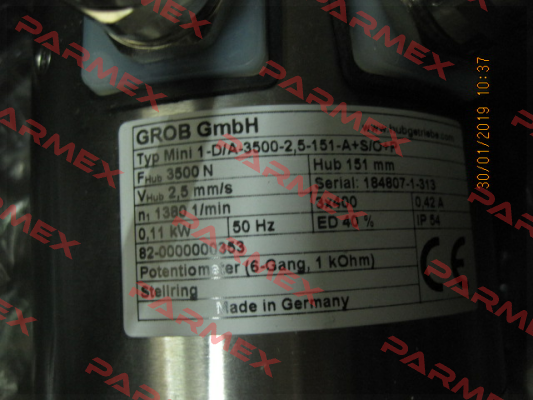 GROB GmbH
www.hubgetriebe.com
Typ Mini 1-D/A-3500-2,5-151-A+S/O+P
FHub 3500 N
Hub 151 mm
VHub 2,5 mm/s
Serial: 184807-1-313
n1 1380 1/min
3x400
0,42 A
0,11 kW
50 Hz
ED 40 %
IP 54
82-0000000353
Potentiometer (6-Gang, 1 kOhm)
Stellring
CE
Made in Germany
30/01/2019 10:37
PARMEX
PARMEX
PARMEX
PARMEX
PARMEX
PARMEX
PARMEX
PARMEX